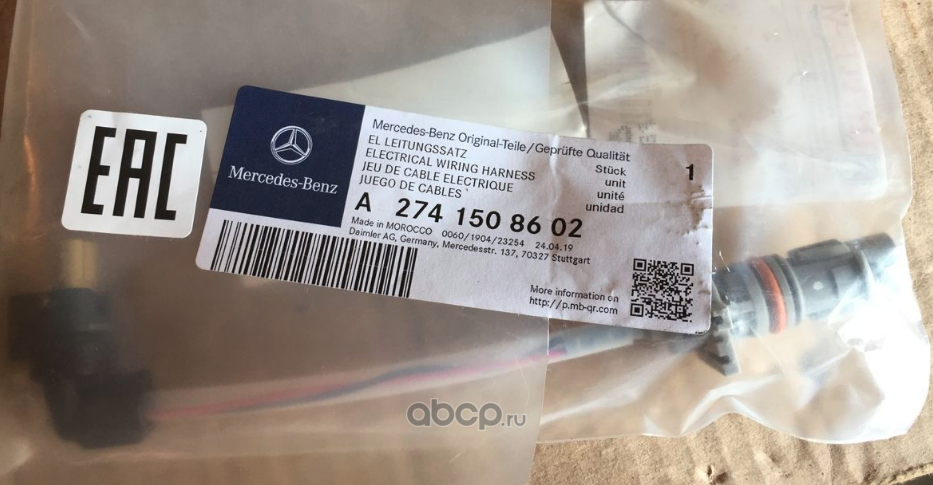 EAC
Mercedes-Benz
Mercedes-Benz Original-Teile/Geprüfte Qualität
EL LEITUNGSSATZ
ELECTRICAL WIRING HARNESS
JEU DE CABLE ELECTRIQUE
JUEGO DE CABLES
Stück
unit
unité
unidad
1
A 274 150 86 02
Made in MOROCCO 0060/1904/23254 24.04.19
Daimler AG, Germany, Mercedesstr. 137, 70327 Stuttgart
More information on
http://p.mb-qr.com
abcp.ru